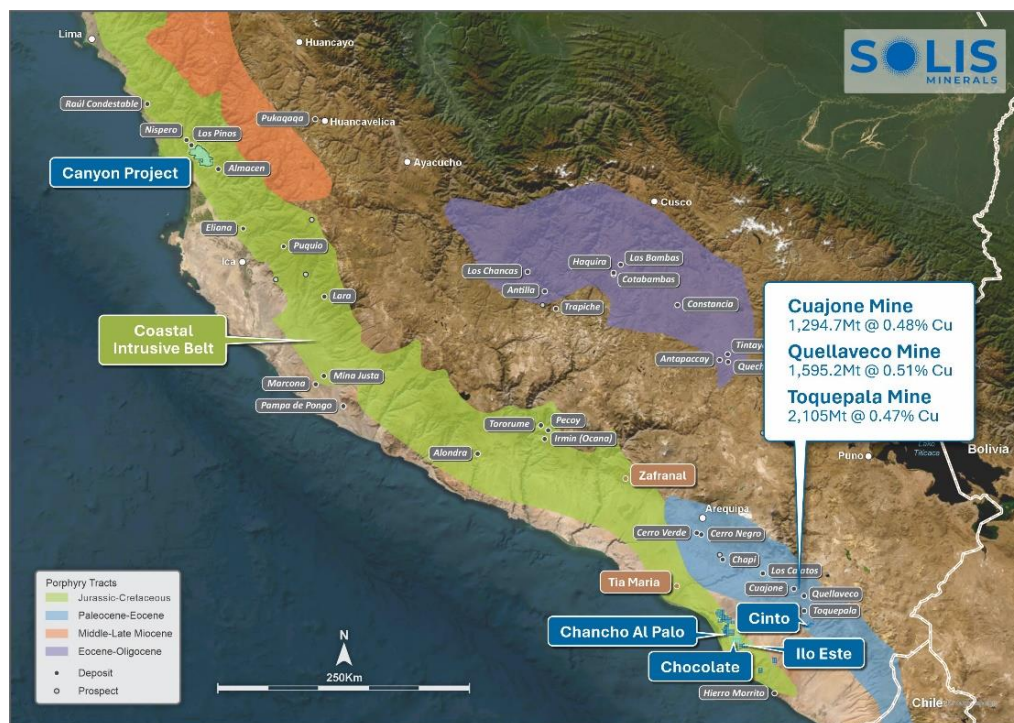 Lima
Huancayo
SOLIS
MINERALS
Raúl Condestable
Pukaqaqa
Huancavelica
Nispero
Los Pinos
Canyon Project
Almacen
Ayacucho
Cusco
Eliana
Puquio
Ica
Los Chancas
Haquira
Las Bambas
Cotabambas
Antilla
Lara
Trapiche
Constancia
Coastal
Intrusive Belt
Antapaccay
Tintaya
Quech
Cuajone Mine
1,294.7Mt @ 0.48% Cu
Quellaveco Mine
1,595.2Mt @ 0.51% Cu
Toquepala Mine
2,105Mt @ 0.47% Cu
Marcona
Mina Justa
Pampa de Pongo
Tororume
Pecoy
Irmin (Ocana)
Alondra
Zafranal
Puno
Lake
Titicaca
Bolivia
Arequipa
Cerro Verde
Cerro Negro
Chapi
Los Calatos
Tia Maria
Cuajone
Quellaveco
Toquepala
Cinto
Chancho Al Palo
Ilo Este
Chocolate
Hierro Morrito
Chile
Porphyry Tracts
Jurassic-Cretaceous
Paleocene-Eocene
Middle-Late Miocene
Eocene-Oligocene
Deposit
Prospect
N
250Km